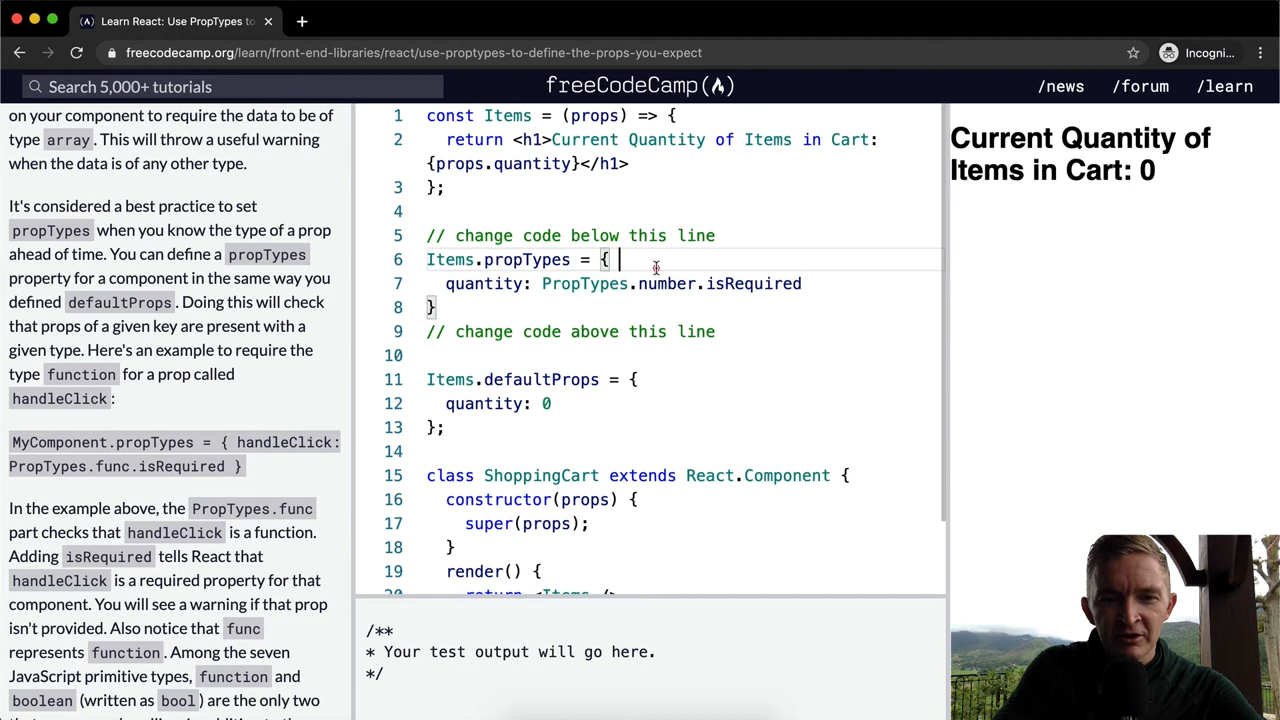 Learn React: Use PropTypes to
freecodecamp.org/learn/front-end-libraries/react/use-proptypes-to-define-the-props-you-expect
Incogni...
Search 5,000+ tutorials
freeCodeCamp
/news
/forum
/learn
on your component to require the data to be of
type array. This will throw a useful warning
when the data is of any other type.
It's considered a best practice to set
propTypes when you know the type of a prop
ahead of time. You can define a propTypes
property for a component in the same way you
defined defaultProps. Doing this will check
that props of a given key are present with a
given type. Here's an example to require the
type function for a prop called
handleClick:
MyComponent.propTypes = { handleClick:
PropTypes.func.isRequired }
In the example above, the PropTypes.func
part checks that handleClick is a function.
Adding isRequired tells React that
handleClick is a required property for that
component. You will see a warning if that prop
isn't provided. Also notice that func
represents function. Among the seven
JavaScript primitive types, function and
boolean (written as bool) are the only two
1 const Items = (props) => {
2 return <h1>Current Quantity of Items in Cart:
{props.quantity}</h1>
3 };
4
5 // change code below this line
6 Items.propTypes = {
7 quantity: PropTypes.number.isRequired
8 }
9 // change code above this line
10
11 Items.defaultProps = {
12 quantity: 0
13 };
14
15 class ShoppingCart extends React.Component {
16 constructor(props) {
17 super(props);
18 }
19 render() {
20 return <Items />
/**
* Your test output will go here.
*/
Current Quantity of
Items in Cart: 0